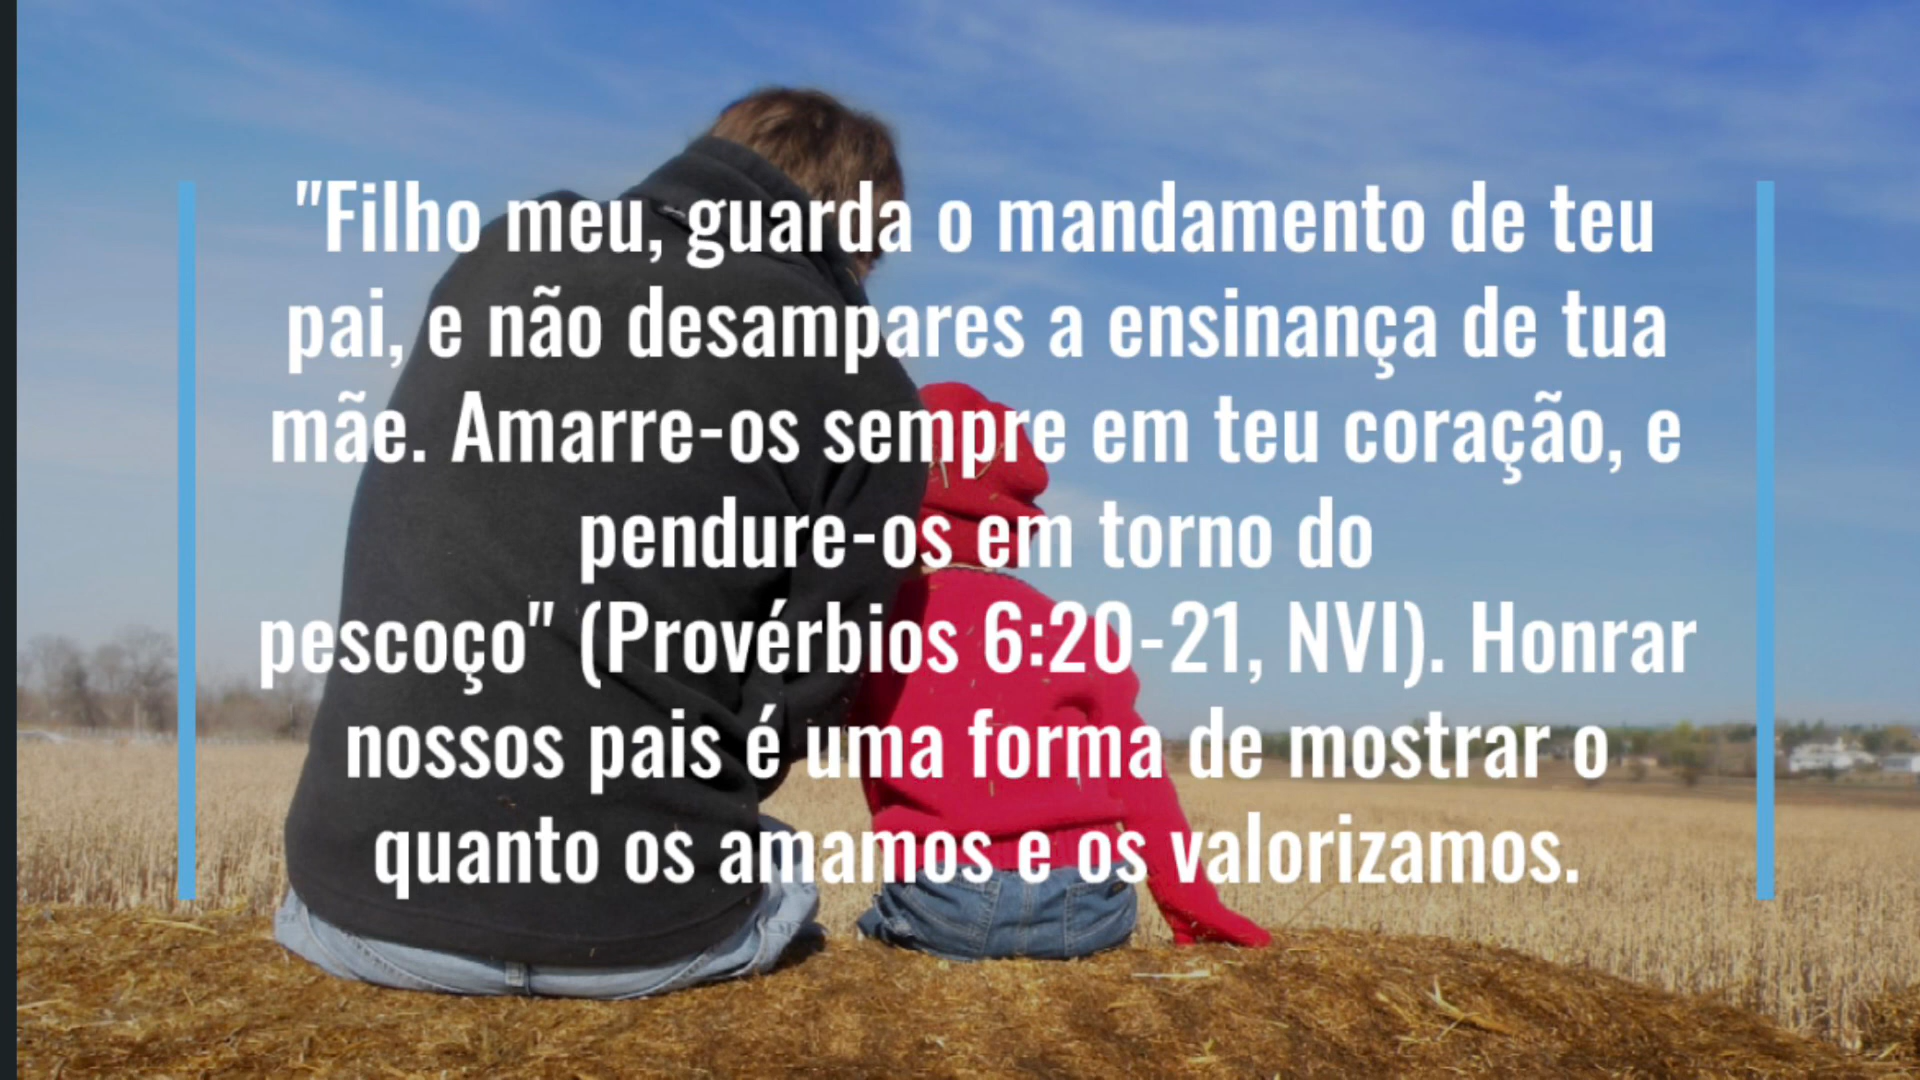 "Filho meu, guarda o mandamento de teu
pai, e não desampares a ensinança de tua
mãe. Amarre-os sempre em teu coração, e
pendure-os em torno do
pescoço" (Provérbios 6:20-21, NVI). Honrar
nossos pais é uma forma de mostrar o
quanto os amamos e os valorizamos.